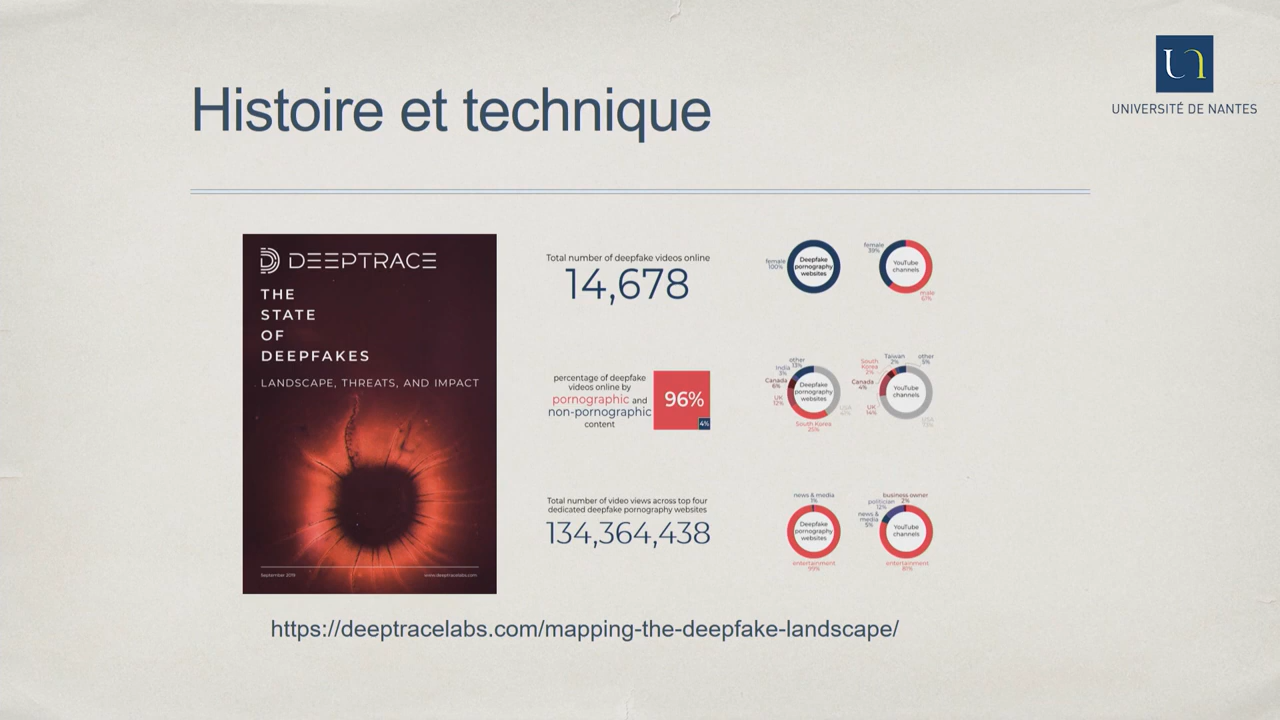 Histoire et technique
UNIVERSITÉ DE NANTES
DEEPTRACE
THE
STATE
OF
DEEPFAKES
LANDSCAPE, THREATS, AND IMPACT
September 2019
www.deeptracelabs.com
Total number of deepfake videos online
14,678
percentage of deepfake
videos online by
pornographic and
non-pornographic
content
96%
4%
Total number of video views across top four
dedicated deepfake pornography websites
134,364,438
female
100%
Deepfake
pornography
websites
female
39%
YouTube
channels
male
61%
other
13%
India
3%
Canada
6%
UK
12%
Deepfake
pornography
websites
USA
41%
South Korea
25%
Taiwan
2%
other
5%
South
Korea
2%
Canada
4%
UK
14%
YouTube
channels
USA
73%
news & media
1%
Deepfake
pornography
websites
entertainment
99%
business owner
2%
politician
12%
news &
media
5%
YouTube
channels
entertainment
81%
https://deeptracelabs.com/mapping-the-deepfake-landscape/